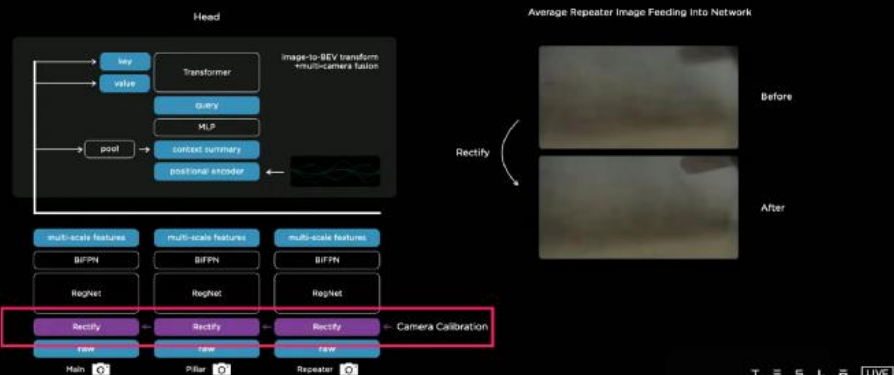 Head
key
value
Transformer
image-to-BEV transform
+multi-camera fusion
query
MLP
pool
context summary
positional encoder
multi-scale features
multi-scale features
multi-scale features
BiFPN
BiFPN
BiFPN
RegNet
RegNet
RegNet
Rectify
Rectify
Rectify
Camera Calibration
raw
raw
raw
Main
Pillar
Repeater
Average Repeater Image Feeding Into Network
Before
Rectify
After
TESLA LIVE